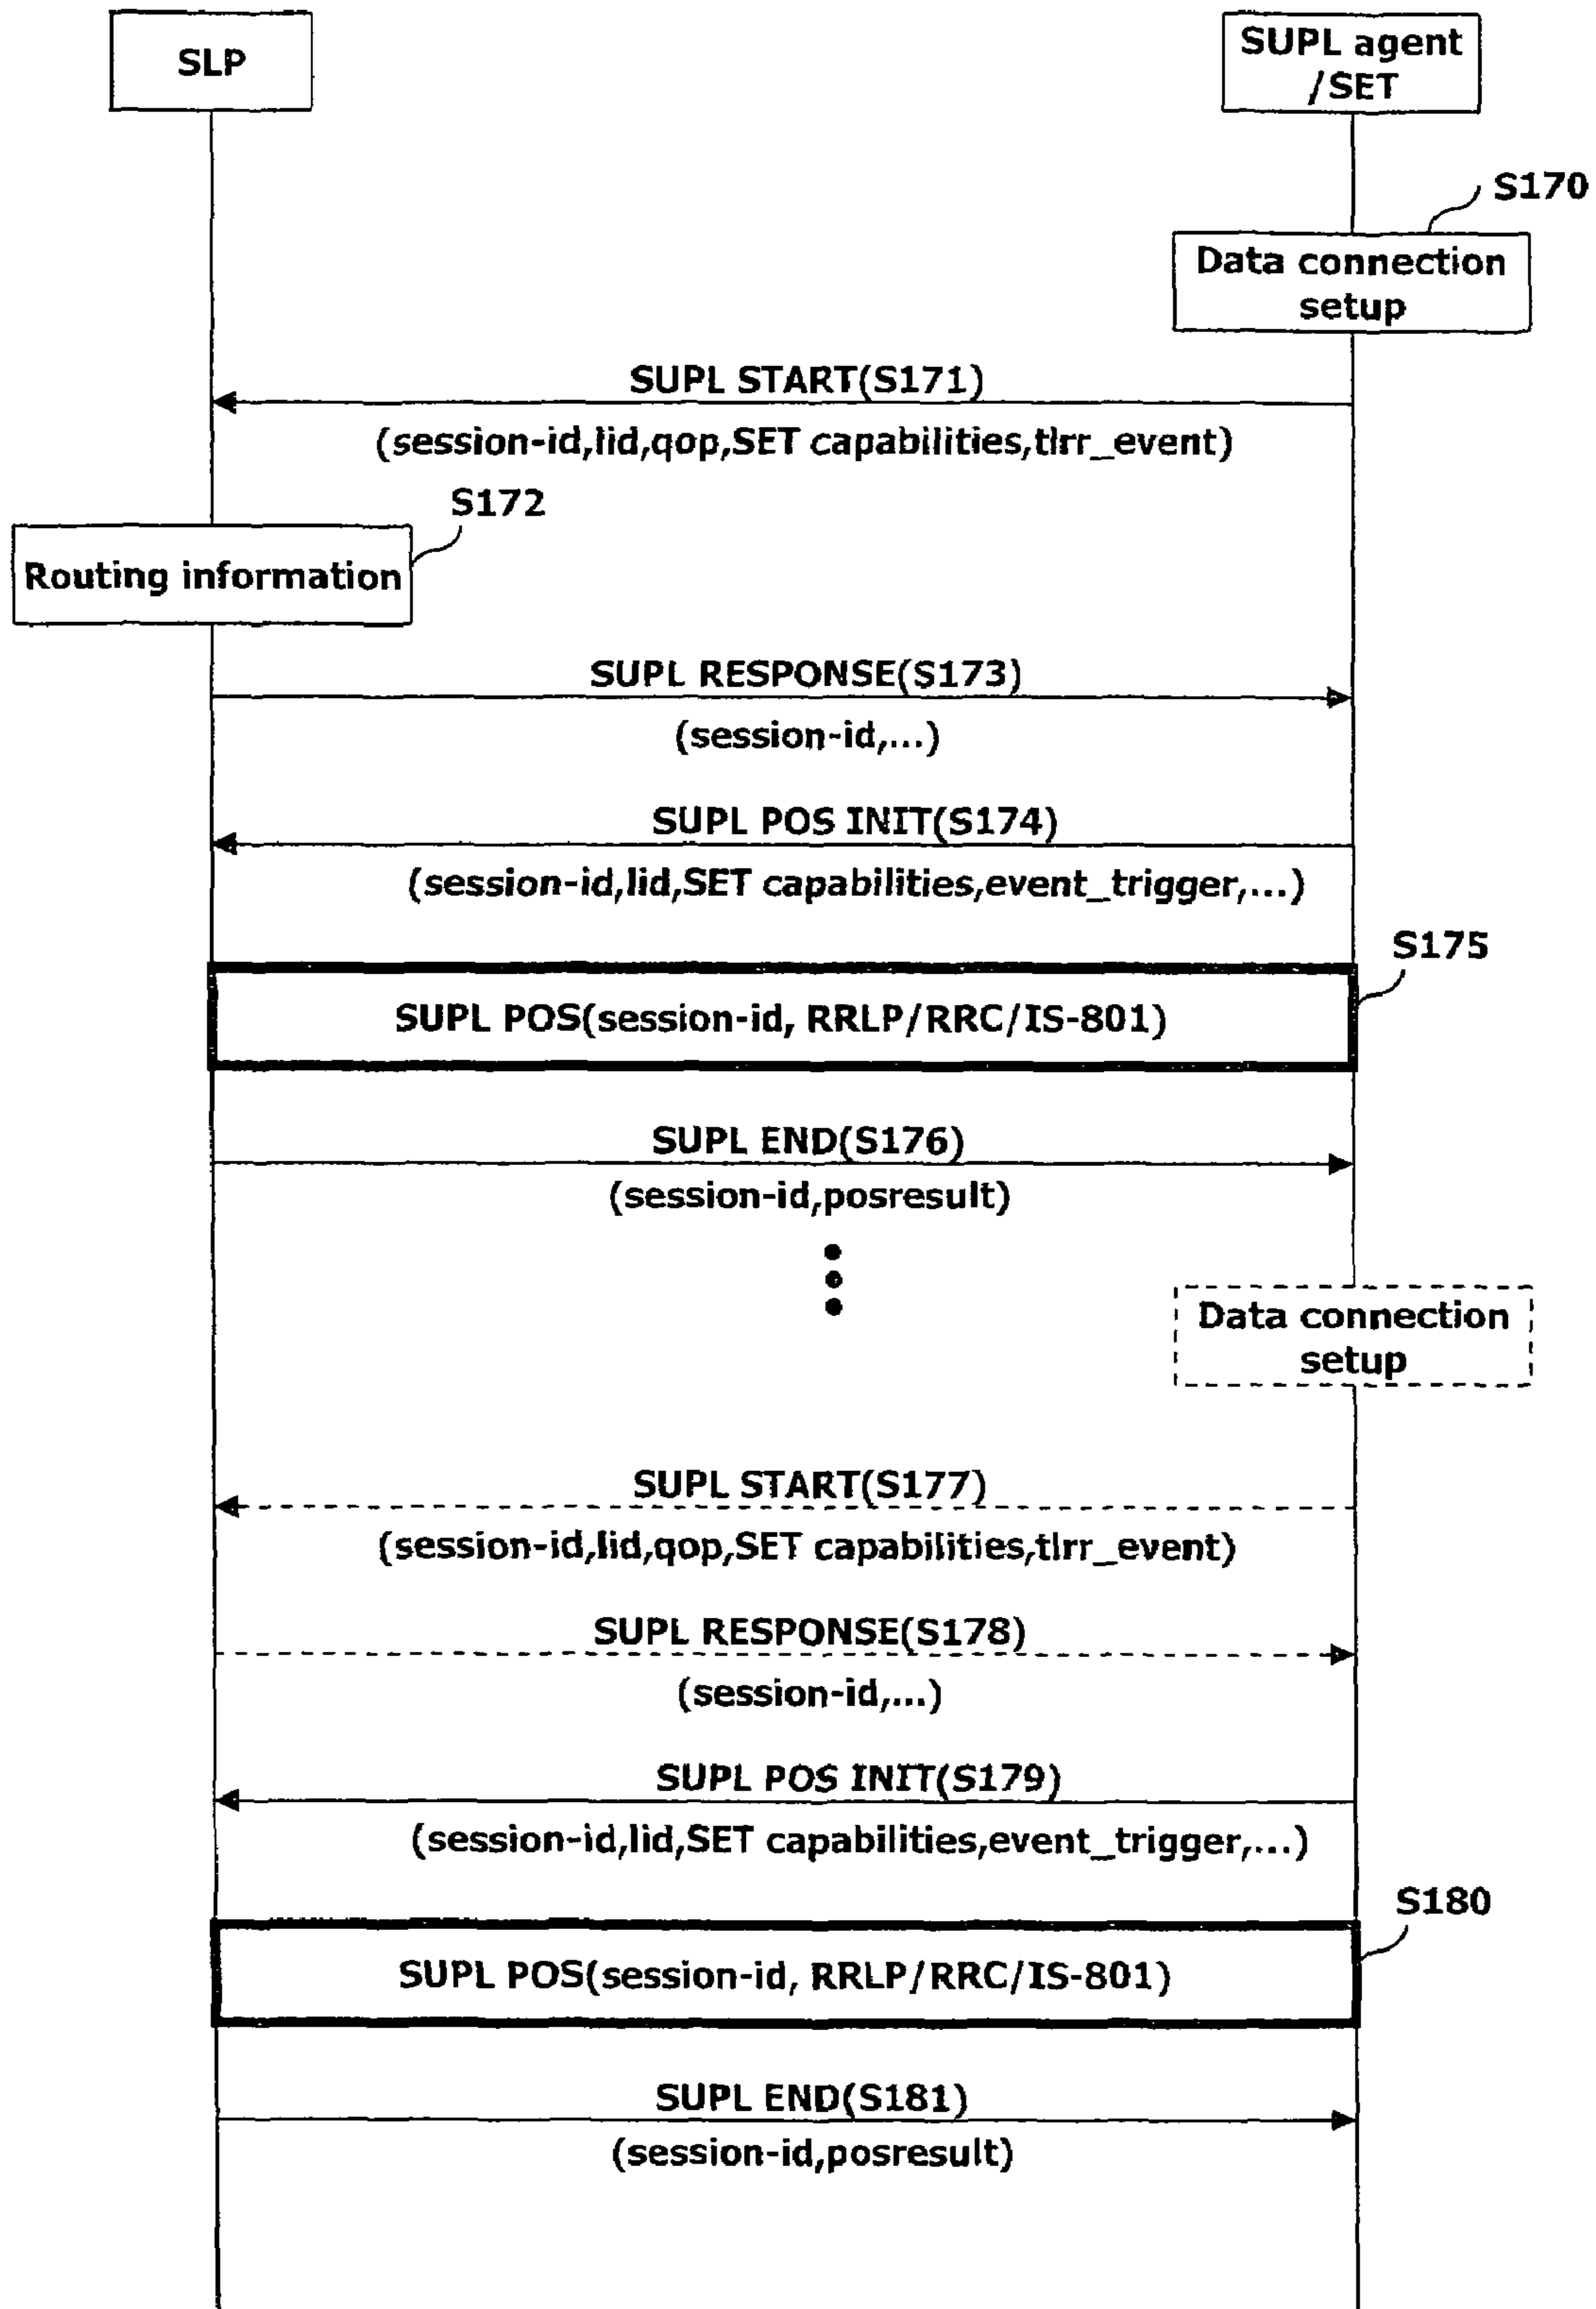 SLP
SUPL agent
/SET
S170
Data connection
setup
SUPL START(S171)
(session-id,lid,qop,SET capabilities,tlrr_event)
S172
Routing information
SUPL RESPONSE(S173)
(session-id,...)
SUPL POS INIT(S174)
(session-id,lid,SET capabilities,event_trigger,...)
S175
SUPL POS(session-id, RRLP/RRC/IS-801)
SUPL END(S176)
(session-id,posresult)
Data connection
setup
SUPL START(S177)
(session-id,lid,qop,SET capabilities,tlrr_event)
SUPL RESPONSE(S178)
(session-id,...)
SUPL POS INIT(S179)
(session-id,lid,SET capabilities,event_trigger,...)
S180
SUPL POS(session-id, RRLP/RRC/IS-801)
SUPL END(S181)
(session-id,posresult)